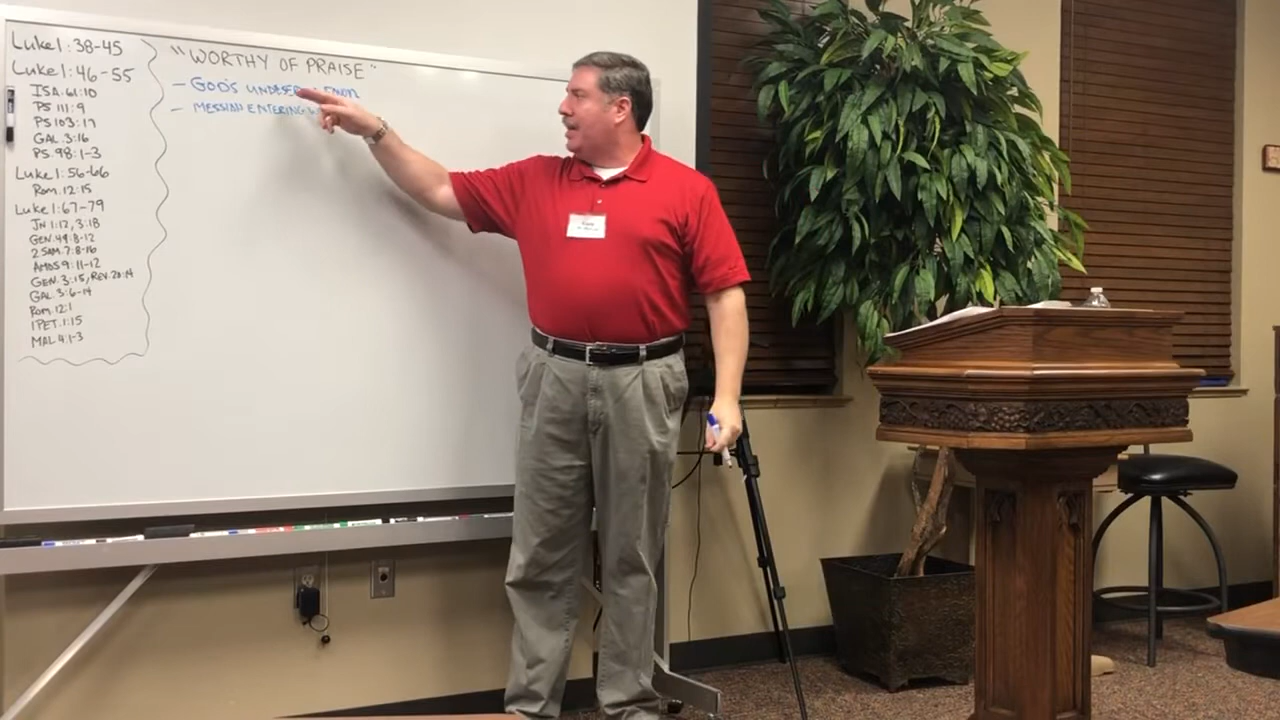 Luke 1:38-45
Luke 1:46-55
ISA. 61:10
PS 111:9
PS 103:17
GAL. 3:16
PS. 98:1-3
Luke 1:56-66
Rom. 12:15
Luke 1:67-79
JN 1:12, 3:18
GEN. 49:8-12
2 SAM. 7:8-16
AMOS 9:11-12
GEN. 3:15, REV. 20:14
GAL. 3:6-14
Rom. 12:1
1 PET. 1:15
MAL 4:1-3
"WORTHY OF PRAISE"
- GOD'S
- MESSIAH ENTERING